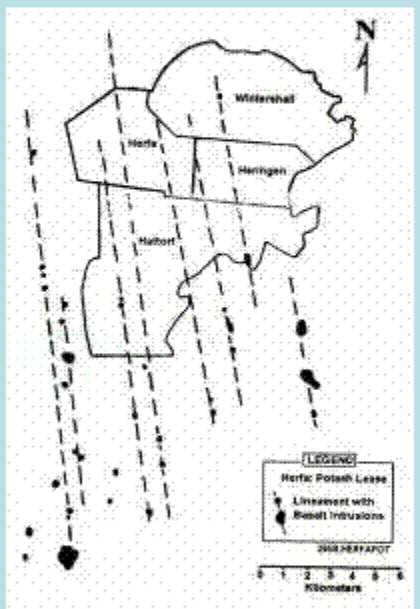 N
Wintershall
Herfa
Heringen
Hattorf
LEGEND
Herfa: Potash Lease
Lineament with
Basalt Intrusions
0 1 2 3 4 5 6
Kilometers